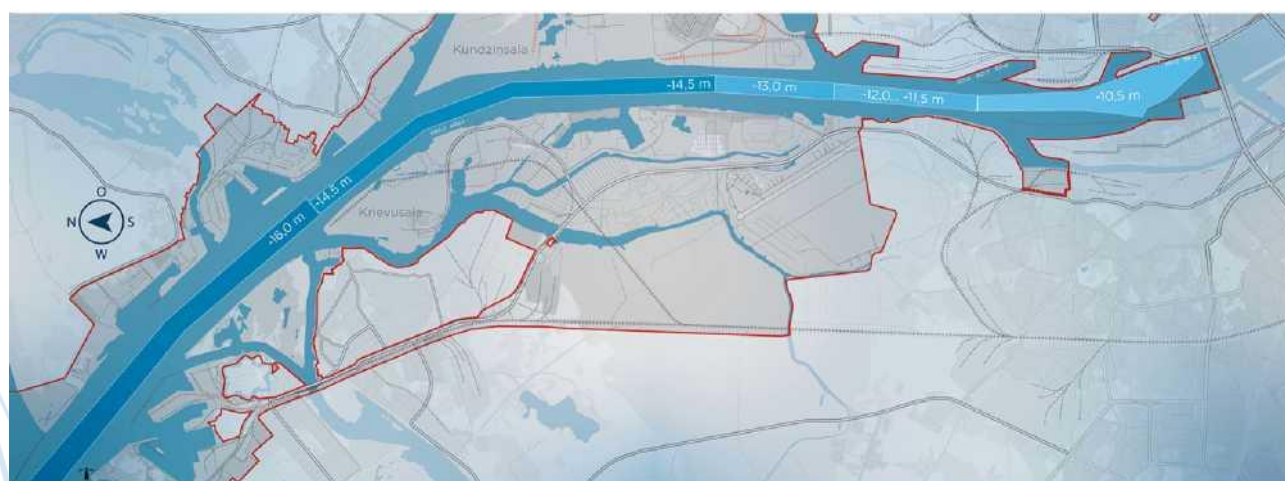 Kundzinsala
-14,5 m
-13,0 m
-12,0... -11,5 m
-10,5 m
-14,5 m
-16,0 m
Krievusala
O
N
S
W